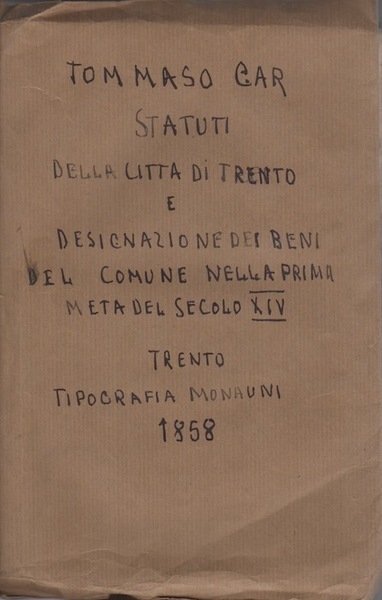 TOMMASO GAR
STATUTI
DELLA CITTA DI TRENTO
E
DESIGNAZIONE DEI BENI
DEL COMUNE NELLA PRIMA
META DEL SECOLO XIV
TRENTO
TIPOGRAFIA MONAUNI
1858